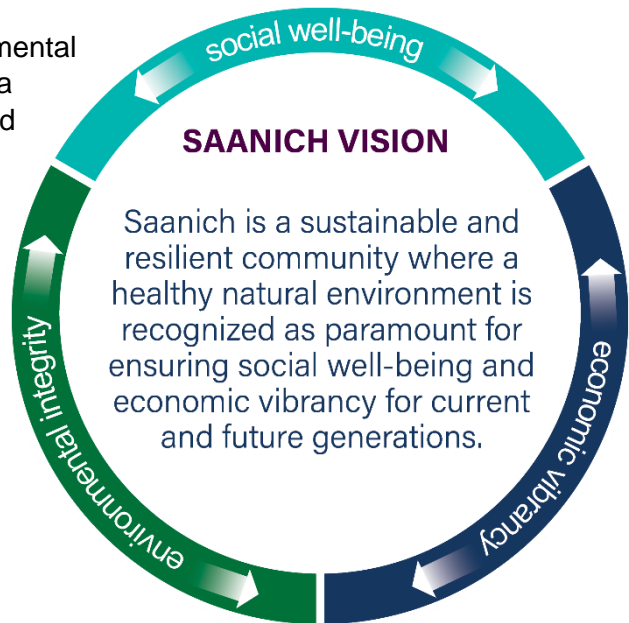 mental
a
d
social well-being
SAANICH VISION
Saanich is a sustainable and
resilient community where a
healthy natural environment is
recognized as paramount for
ensuring social well-being and
economic vibrancy for current
and future generations.
environmental integrity
economic vibrancy